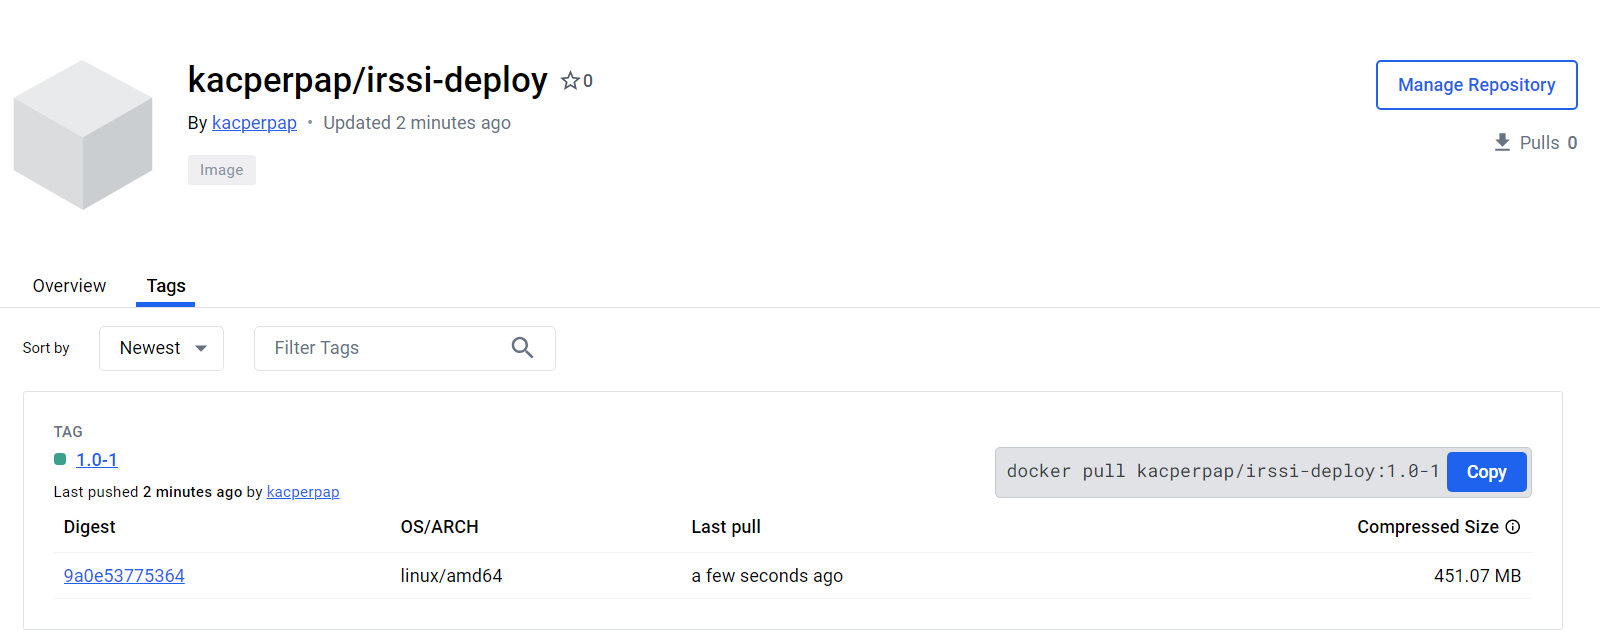 kacperpap/irssi-deploy 0
Manage Repository
By kacperpap • Updated 2 minutes ago
Pulls 0
Image
Overview Tags
Sort by Newest Filter Tags
TAG
1.0-1
docker pull kacperpap/irssi-deploy:1.0-1 Copy
Last pushed 2 minutes ago by kacperpap
Digest OS/ARCH Last pull Compressed Size
9a0e53775364 linux/amd64 a few seconds ago 451.07 MB